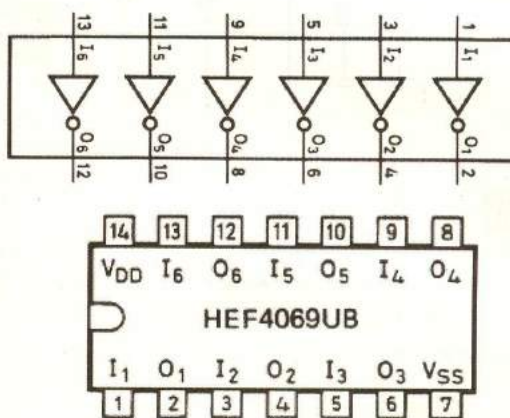 13 11 9 5 3 1
I6 I5 I4 I3 I2 I1
O6 O5 O4 O3 O2 O1
12 10 8 6 4 2
14 13 12 11 10 9 8
VDD I6 O6 I5 O5 I4 O4
HEF4069UB
I1 O1 I2 O2 I3 O3 VSS
1 2 3 4 5 6 7